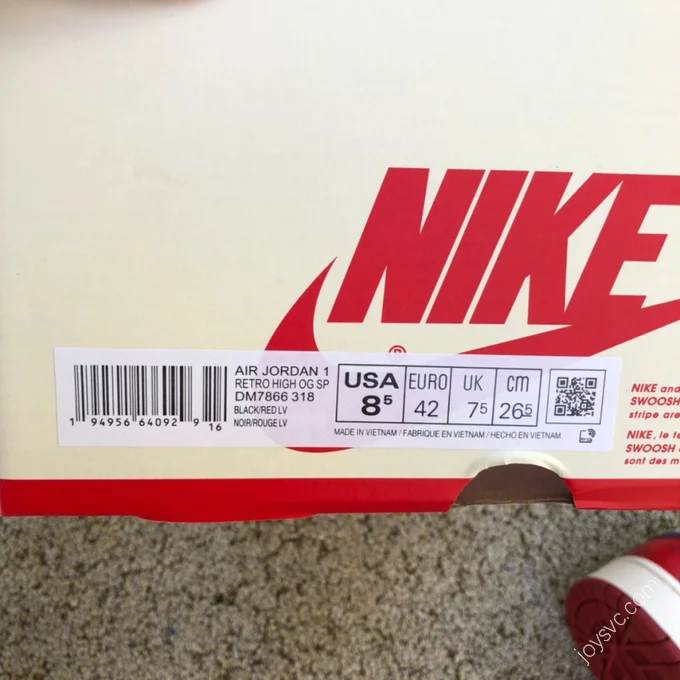 NIKE
®
AIR JORDAN 1
RETRO HIGH OG SP
DM7866 318
BLACK/RED LV
NOIR/ROUGE LV
1 94956 64092 9 16
USA
8⁵
EURO
42
UK
7⁵
cm
26⁵
MADE IN VIETNAM / FABRIQUE EN VIETNAM / HECHO EN VIETNAM
NIKE and
SWOOSH
stripe are
NIKE, le
SWOOSH
sont des m
joysvc.com